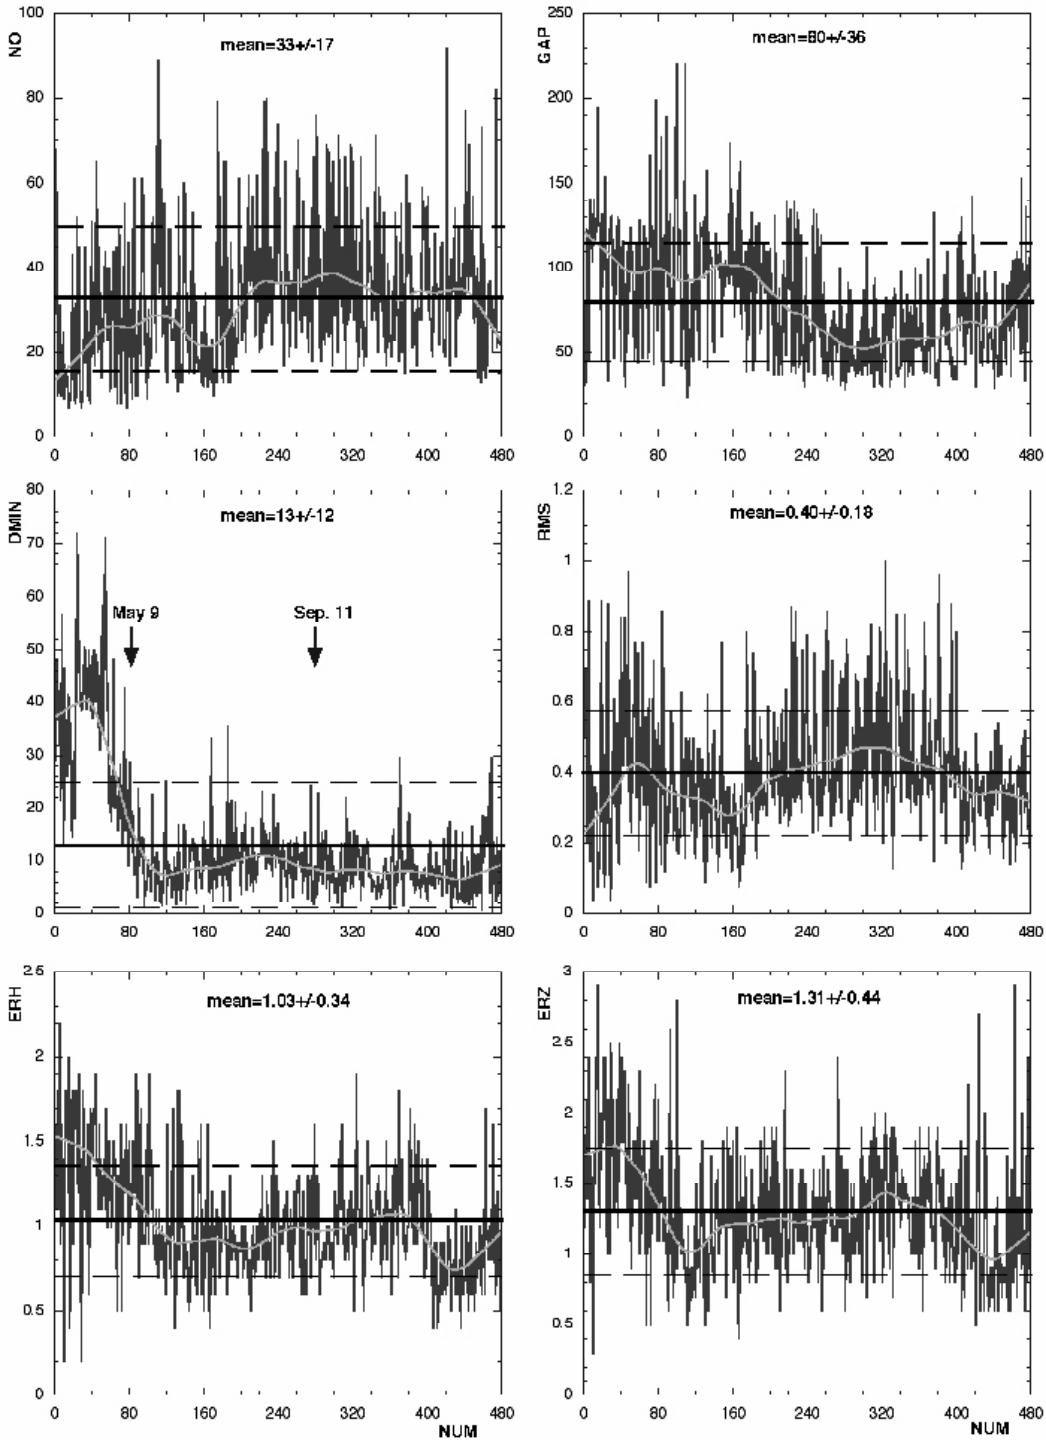 NO
mean=33+/-17
100
80
60
40
20
0
0 80 160 240 320 400 480
GAP
mean=80+/-36
250
200
150
100
50
0
0 80 160 240 320 400 480
DMIN
mean=13+/-12
May 9
Sep. 11
80
70
60
50
40
30
20
10
0
0 80 160 240 320 400 480
RMS
mean=0.40+/-0.18
1.2
1
0.8
0.6
0.4
0.2
0
0 80 160 240 320 400 480
ERH
mean=1.03+/-0.34
2.5
2
1.5
1
0.5
0
0 80 160 240 320 400 480
NUM
ERZ
mean=1.31+/-0.44
3
2.5
2
1.5
1
0.5
0
0 80 160 240 320 400 480
NUM